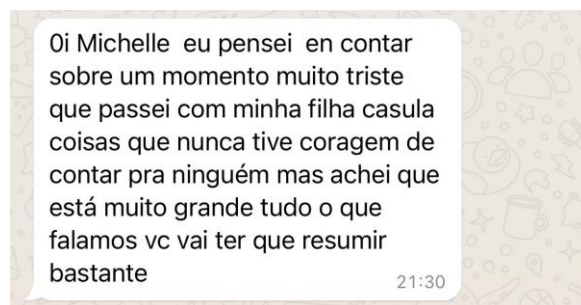 0i Michelle eu pensei en contar
sobre um momento muito triste
que passei com minha filha casula
coisas que nunca tive coragem de
contar pra ninguém mas achei que
está muito grande tudo o que
falamos vc vai ter que resumir
bastante
21:30